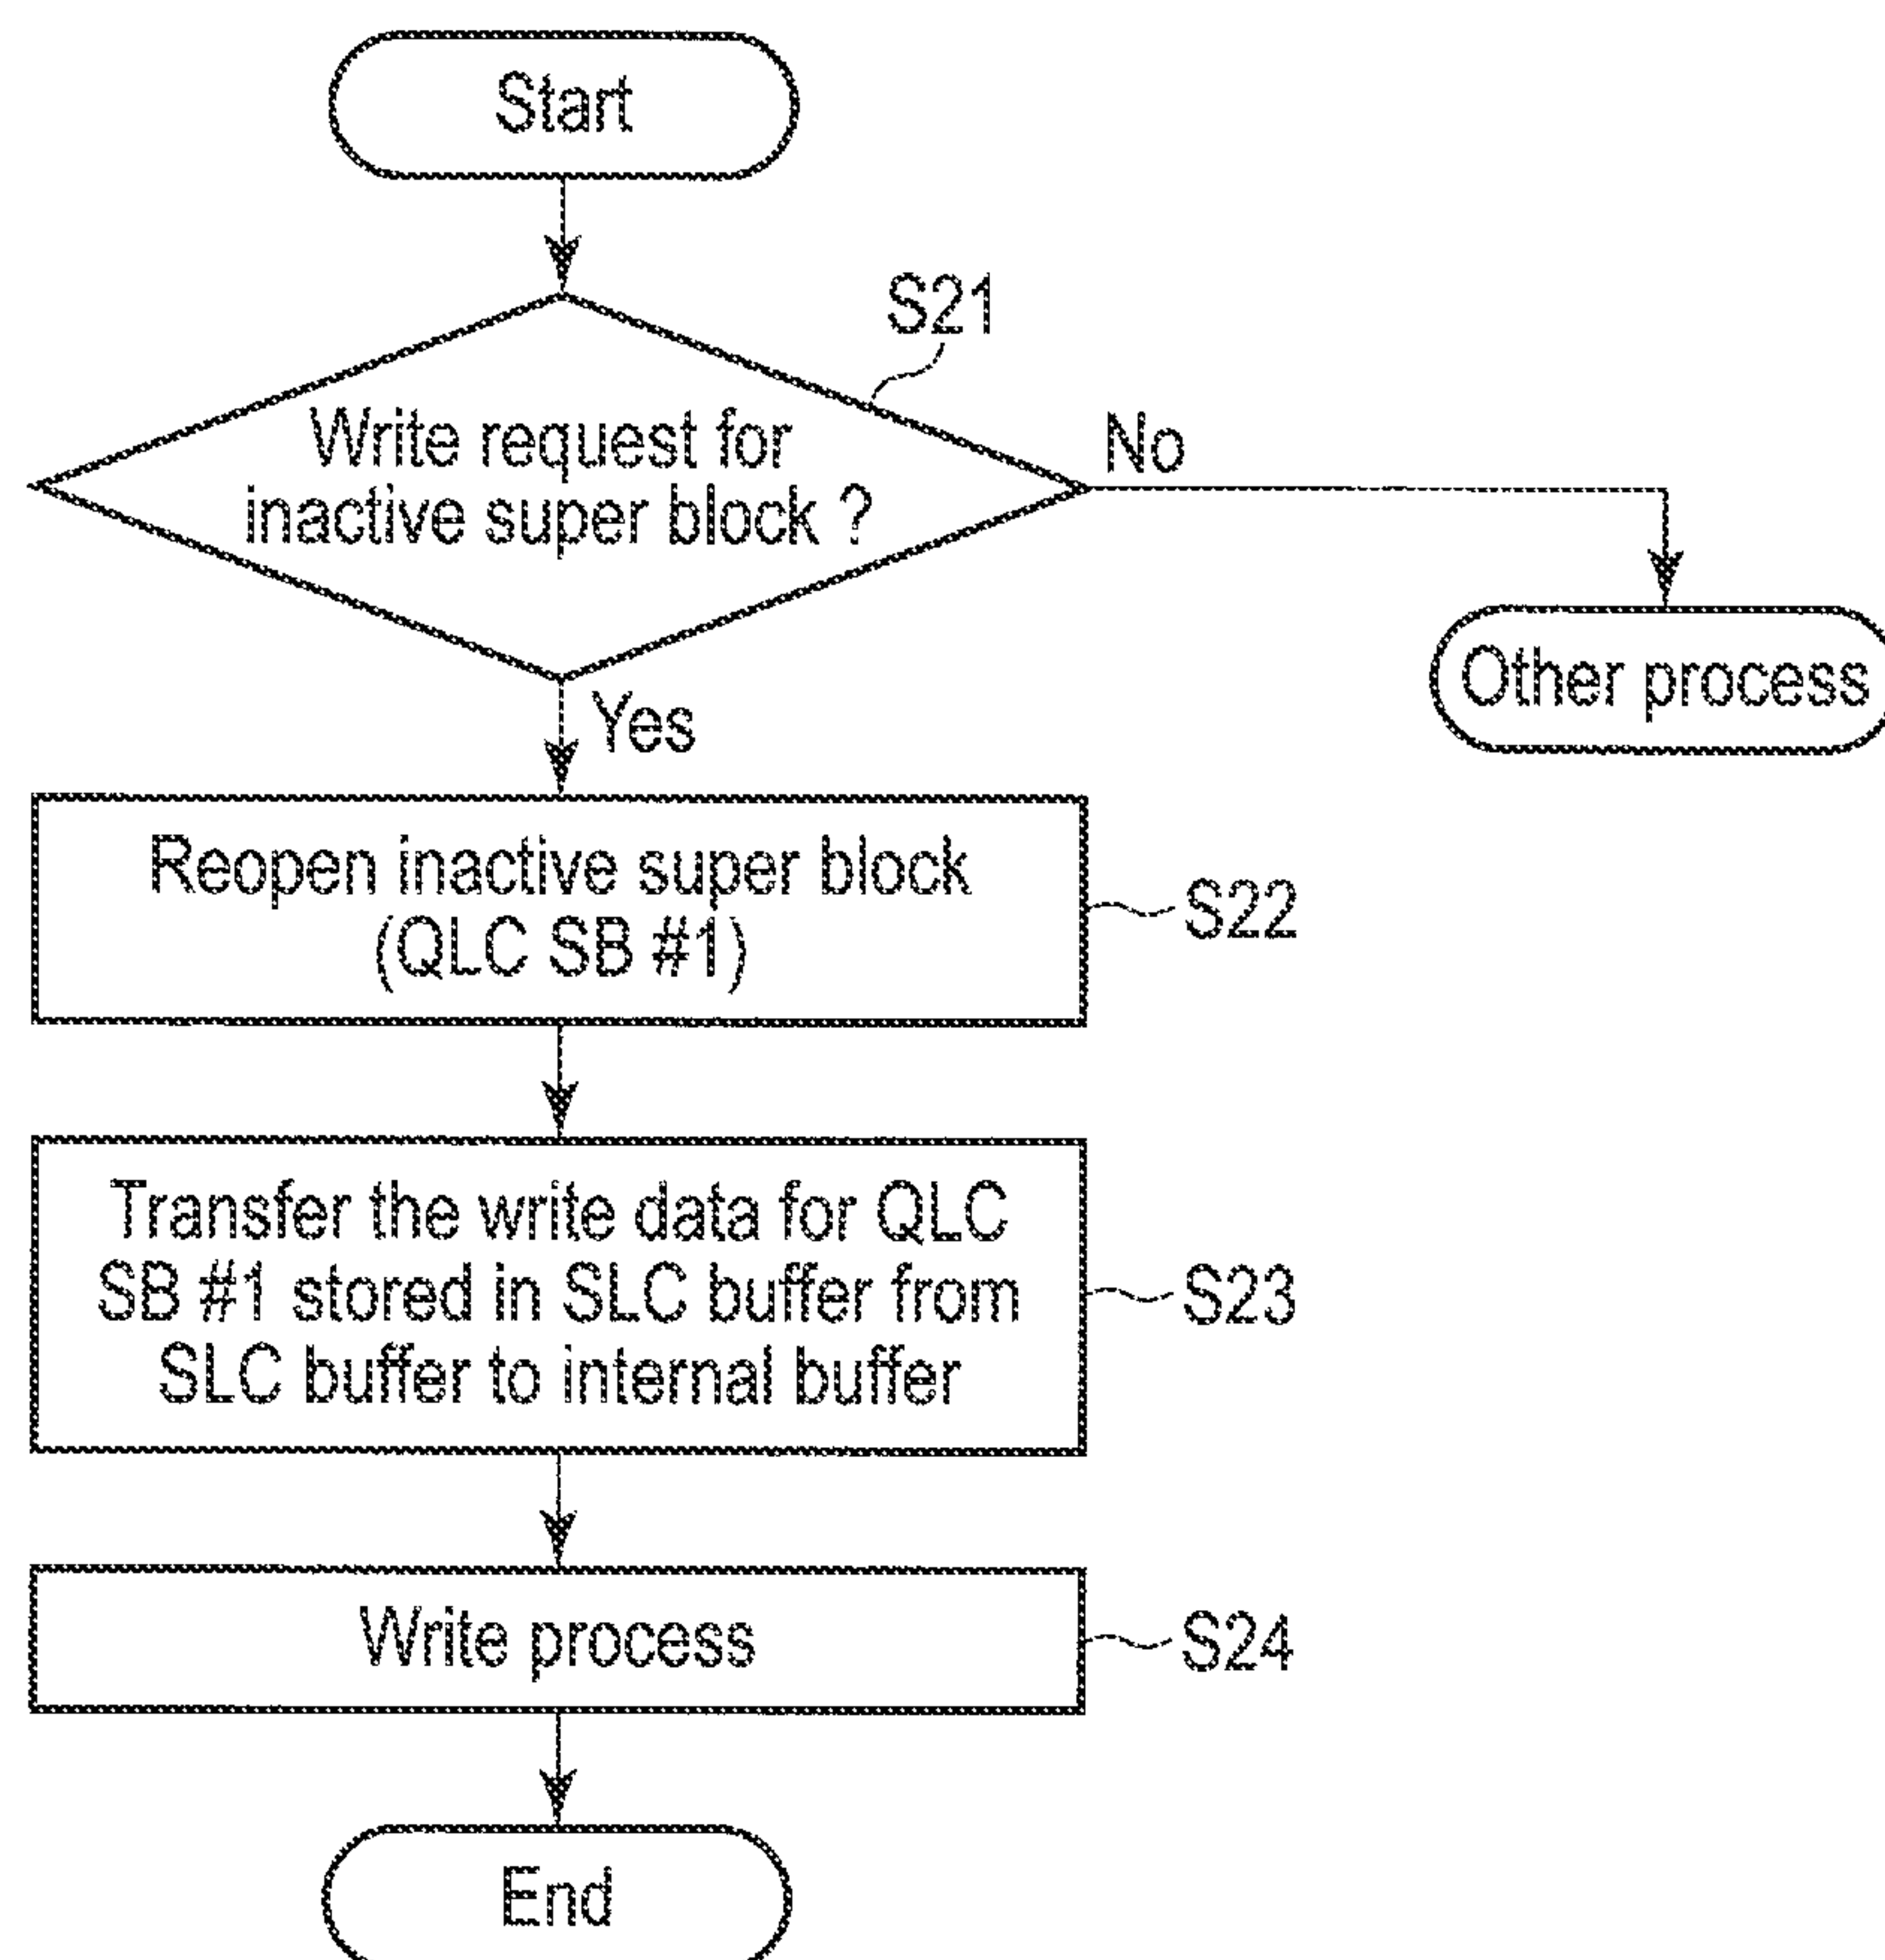 Start
S21
Write request for
inactive super block ?
No
Other process
Yes
Reopen inactive super block
(QLC SB #1)
S22
Transfer the write data for QLC
SB #1 stored in SLC buffer from
SLC buffer to internal buffer
S23
Write process
S24
End